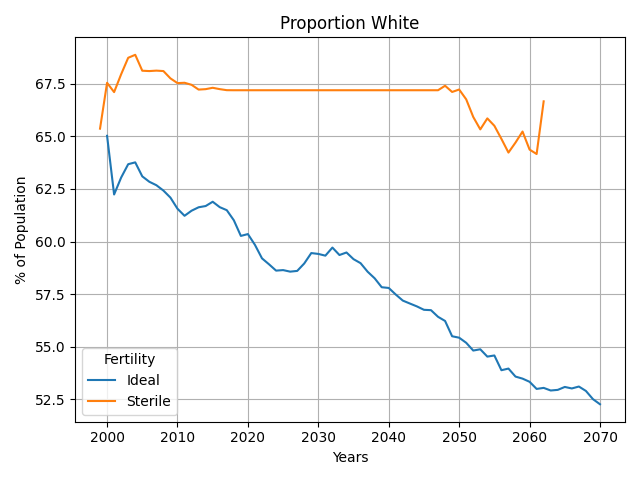 Proportion White
% of Population
67.5
65.0
62.5
60.0
57.5
55.0
52.5
Fertility
Ideal
Sterile
2000 2010 2020 2030 2040 2050 2060 2070
Years